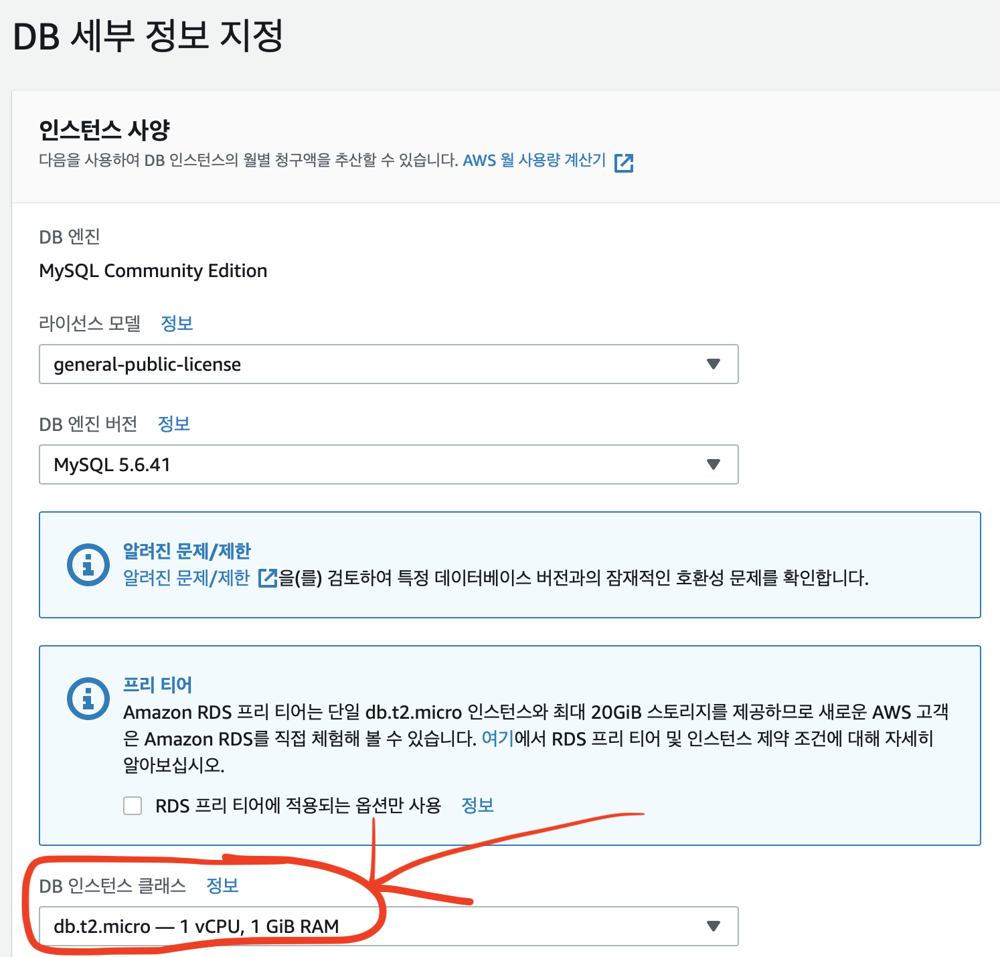 DB 세부 정보 지정
인스턴스 사양
다음을 사용하여 DB 인스턴스의 월별 청구액을 추산할 수 있습니다. AWS 월 사용량 계산기
DB 엔진
MySQL Community Edition
라이선스 모델 정보
general-public-license
DB 엔진 버전 정보
MySQL 5.6.41
알려진 문제/제한
알려진 문제/제한 을(를) 검토하여 특정 데이터베이스 버전과의 잠재적인 호환성 문제를 확인합니다.
프리 티어
Amazon RDS 프리 티어는 단일 db.t2.micro 인스턴스와 최대 20GiB 스토리지를 제공하므로 새로운 AWS 고객
은 Amazon RDS를 직접 체험해 볼 수 있습니다. 여기에서 RDS 프리 티어 및 인스턴스 제약 조건에 대해 자세히
알아보십시오.
RDS 프리 티어에 적용되는 옵션만 사용 정보
DB 인스턴스 클래스 정보
db.t2.micro — 1 vCPU, 1 GiB RAM